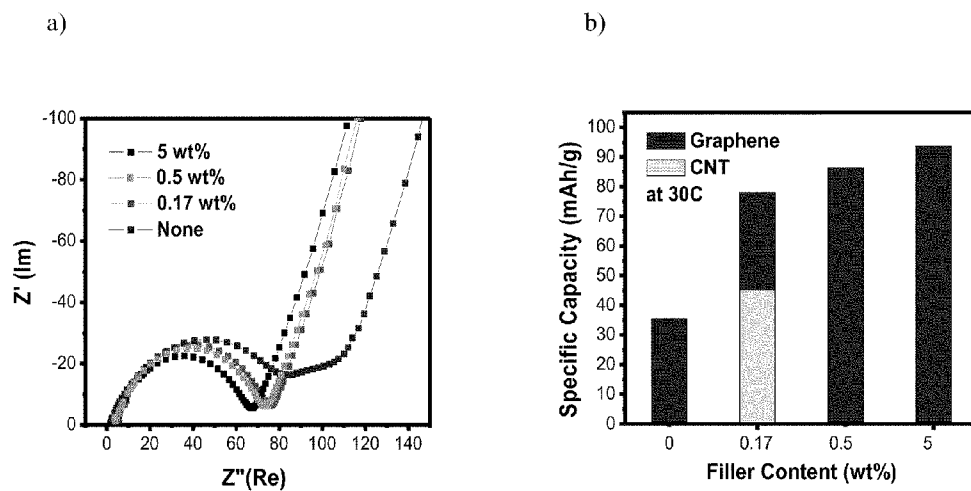 a)
b)
-100
-80
-60
-40
-20
0
Z' (Im)
5 wt%
0.5 wt%
0.17 wt%
None
0 20 40 60 80 100 120 140
Z"(Re)
100
90
80
70
60
50
40
30
20
10
0
Specific Capacity (mAh/g)
Graphene
CNT
at 30C
0 0.17 0.5 5
Filler Content (wt%)